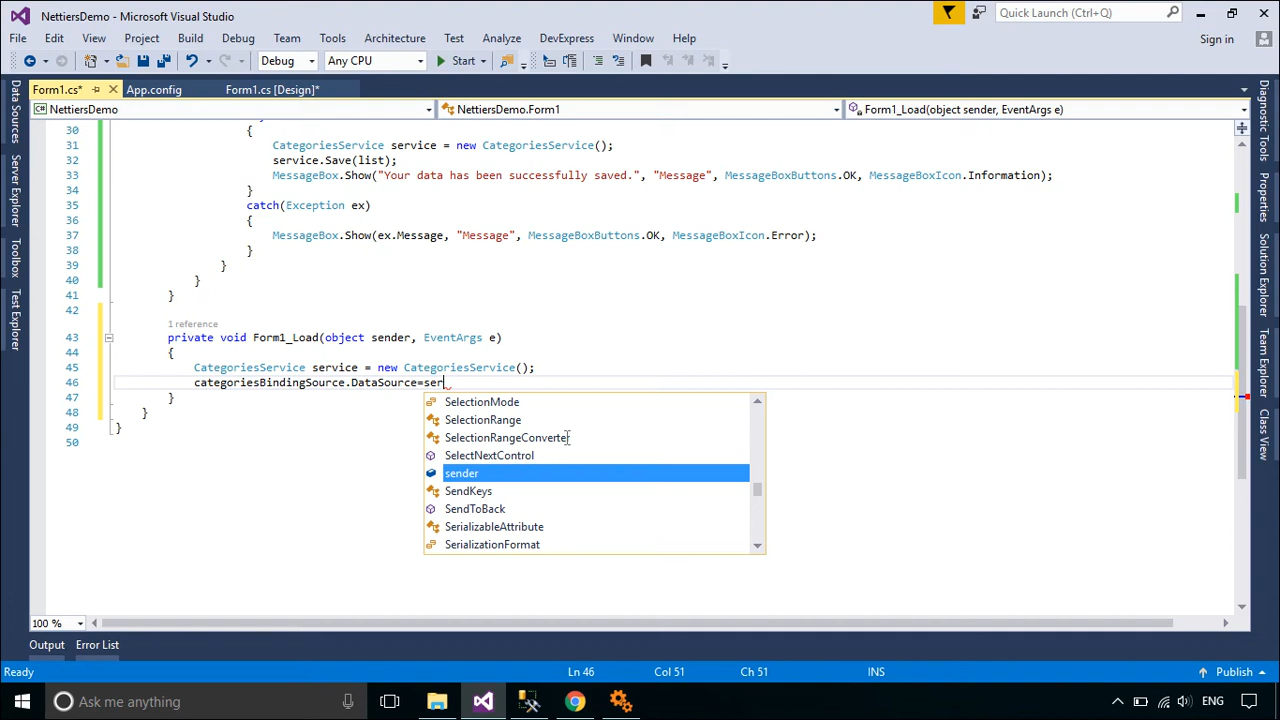 NettiersDemo - Microsoft Visual Studio
Quick Launch (Ctrl+Q)
File Edit View Project Build Debug Team Tools Architecture Test Analyze DevExpress Window Help
Sign in
Debug Any CPU Start
Form1.cs* App.config Form1.cs [Design]*
NettiersDemo NettiersDemo.Form1 Form1_Load(object sender, EventArgs e)
Data Sources
Server Explorer
Toolbox
Test Explorer
30 {
31 CategoriesService service = new CategoriesService();
32 service.Save(list);
33 MessageBox.Show("Your data has been successfully saved.", "Message", MessageBoxButtons.OK, MessageBoxIcon.Information);
34 }
35 catch(Exception ex)
36 {
37 MessageBox.Show(ex.Message, "Message", MessageBoxButtons.OK, MessageBoxIcon.Error);
38 }
39 }
40 }
41 }
42
1 reference
43 private void Form1_Load(object sender, EventArgs e)
44 {
45 CategoriesService service = new CategoriesService();
46 categoriesBindingSource.DataSource=ser
47 }
48 }
49 }
50
SelectionMode
SelectionRange
SelectionRangeConverter
SelectNextControl
sender
SendKeys
SendToBack
SerializableAttribute
SerializationFormat
Diagnostic Tools
Properties
Solution Explorer
Team Explorer
Class View
100 %
Output Error List
Ready Ln 46 Col 51 Ch 51 INS Publish
Ask me anything
ENG